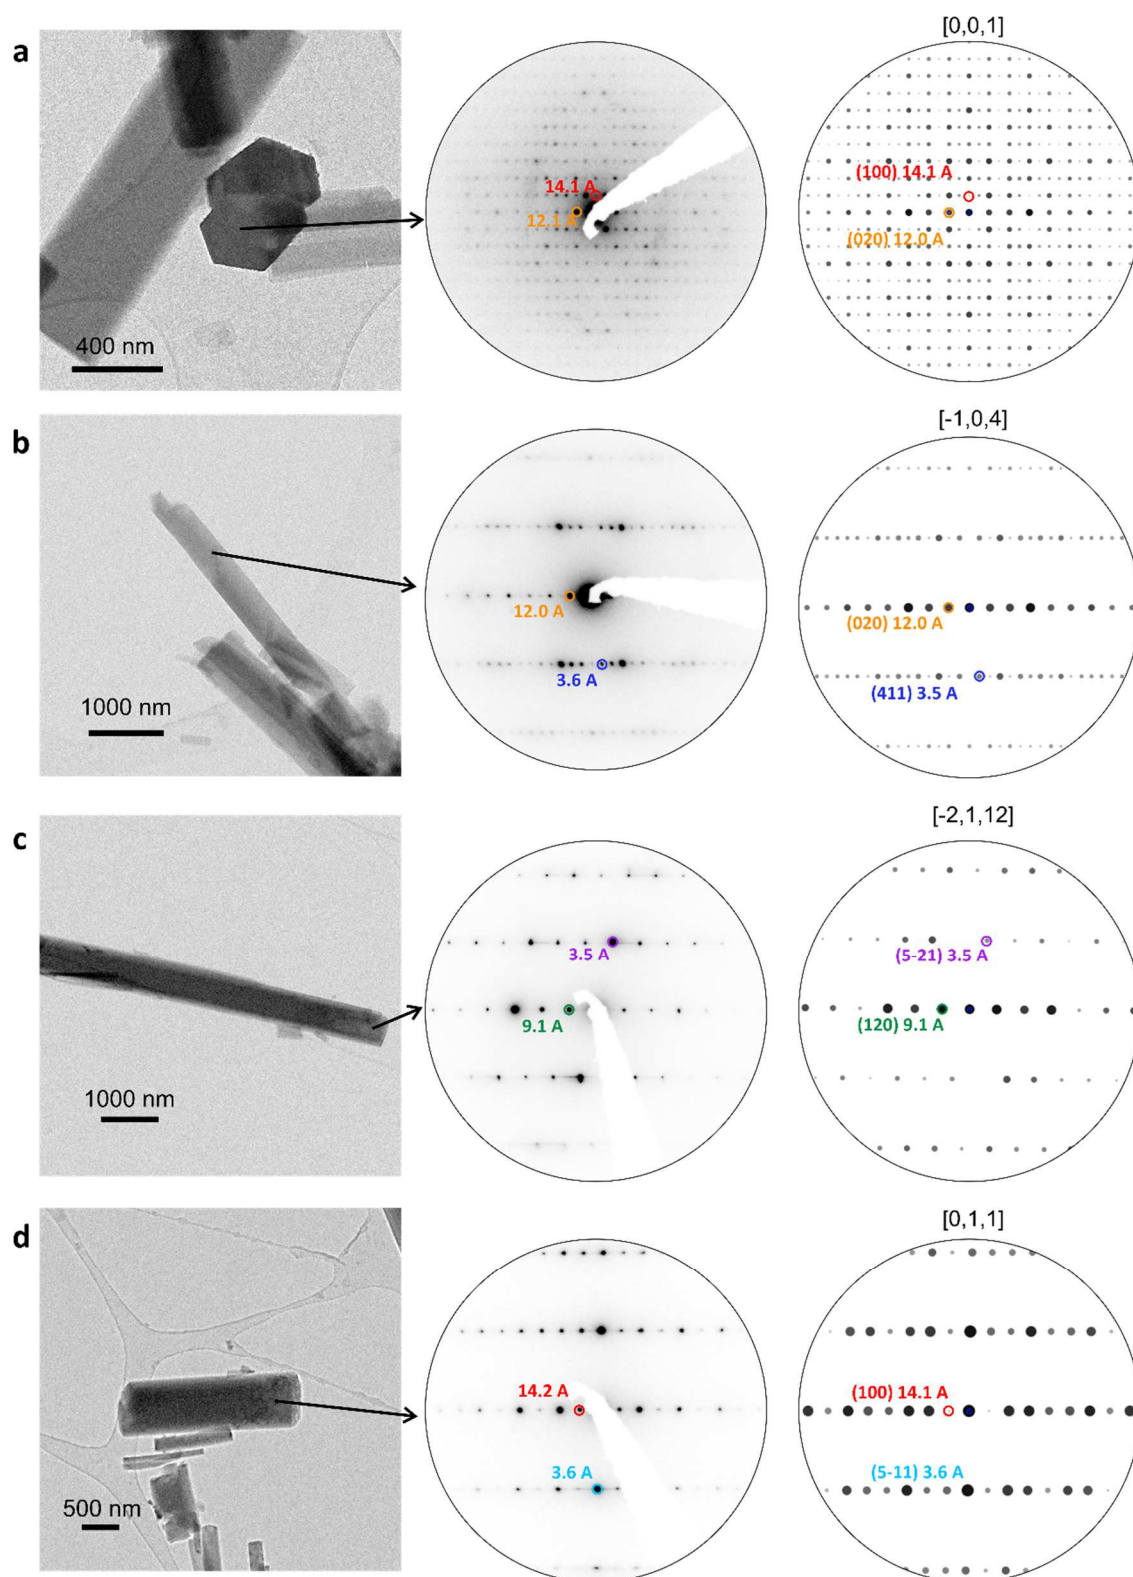 a
400 nm
14.1 A
12.1 A
[0,0,1]
(100) 14.1 A
(020) 12.0 A
b
1000 nm
12.0 A
3.6 A
[-1,0,4]
(020) 12.0 A
(411) 3.5 A
c
1000 nm
3.5 A
9.1 A
[-2,1,12]
(5-21) 3.5 A
(120) 9.1 A
d
500 nm
14.2 A
3.6 A
[0,1,1]
(100) 14.1 A
(5-11) 3.6 A